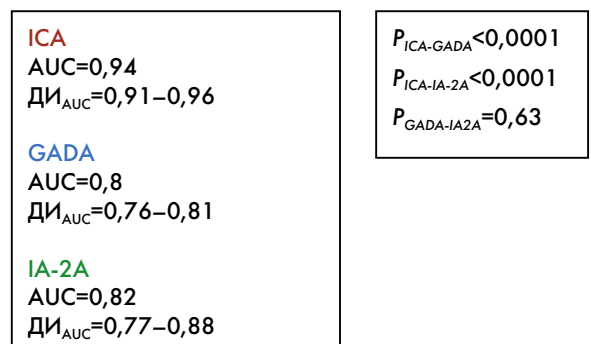 ICA
AUC=0,94
ДИAUC=0,91–0,96
GADA
AUC=0,8
ДИAUC=0,76–0,81
IA-2A
AUC=0,82
ДИAUC=0,77–0,88
PICA-GADA<0,0001
PICA-IA-2A<0,0001
PGADA-IA2A=0,63